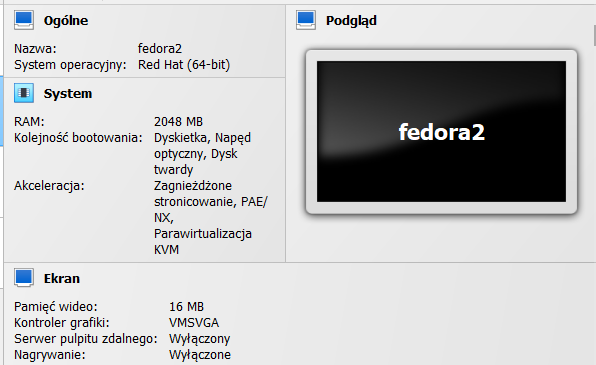 Ogólne
Nazwa: fedora2
System operacyjny: Red Hat (64-bit)
System
RAM: 2048 MB
Kolejność bootowania: Dyskietka, Napęd
optyczny, Dysk
twardy
Akceleracja: Zagnieżdżone
stronicowanie, PAE/
NX,
Parawirtualizacja
KVM
Podgląd
fedora2
Ekran
Pamięć wideo: 16 MB
Kontroler grafiki: VMSVGA
Serwer pulpitu zdalnego: Wyłączony
Nagrywanie: Wyłączone